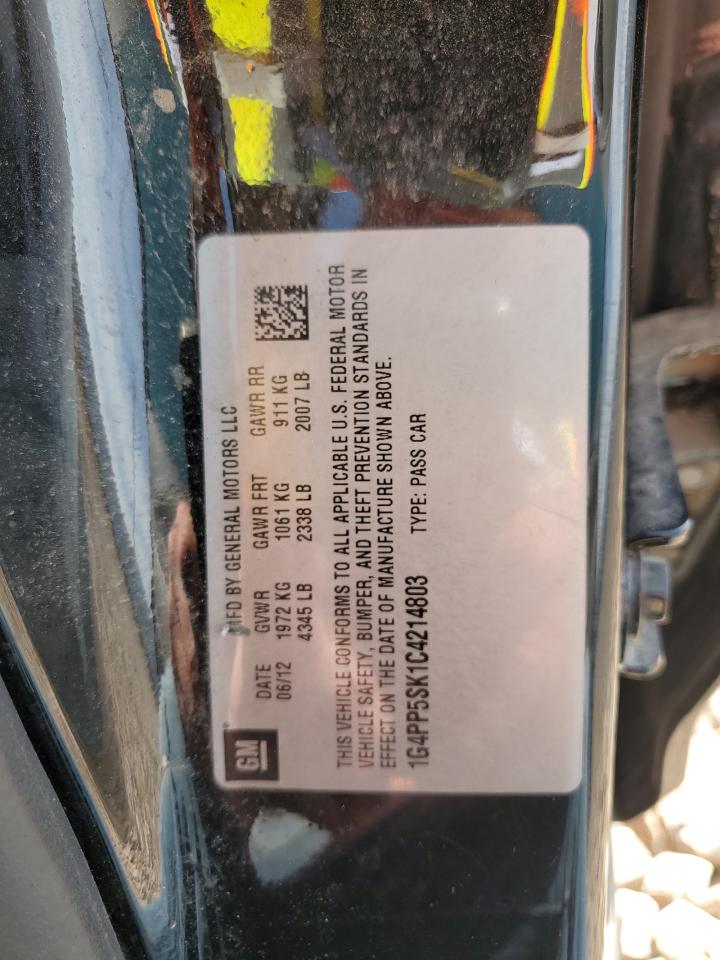 GM
MFD BY GENERAL MOTORS LLC
DATE GVWR GAWR FRT GAWR RR
06/12 1972 KG 1061 KG 911 KG
4345 LB 2338 LB 2007 LB
THIS VEHICLE CONFORMS TO ALL APPLICABLE U.S. FEDERAL MOTOR
VEHICLE SAFETY, BUMPER, AND THEFT PREVENTION STANDARDS IN
EFFECT ON THE DATE OF MANUFACTURE SHOWN ABOVE.
1G4PP5SK1C4214803 TYPE: PASS CAR